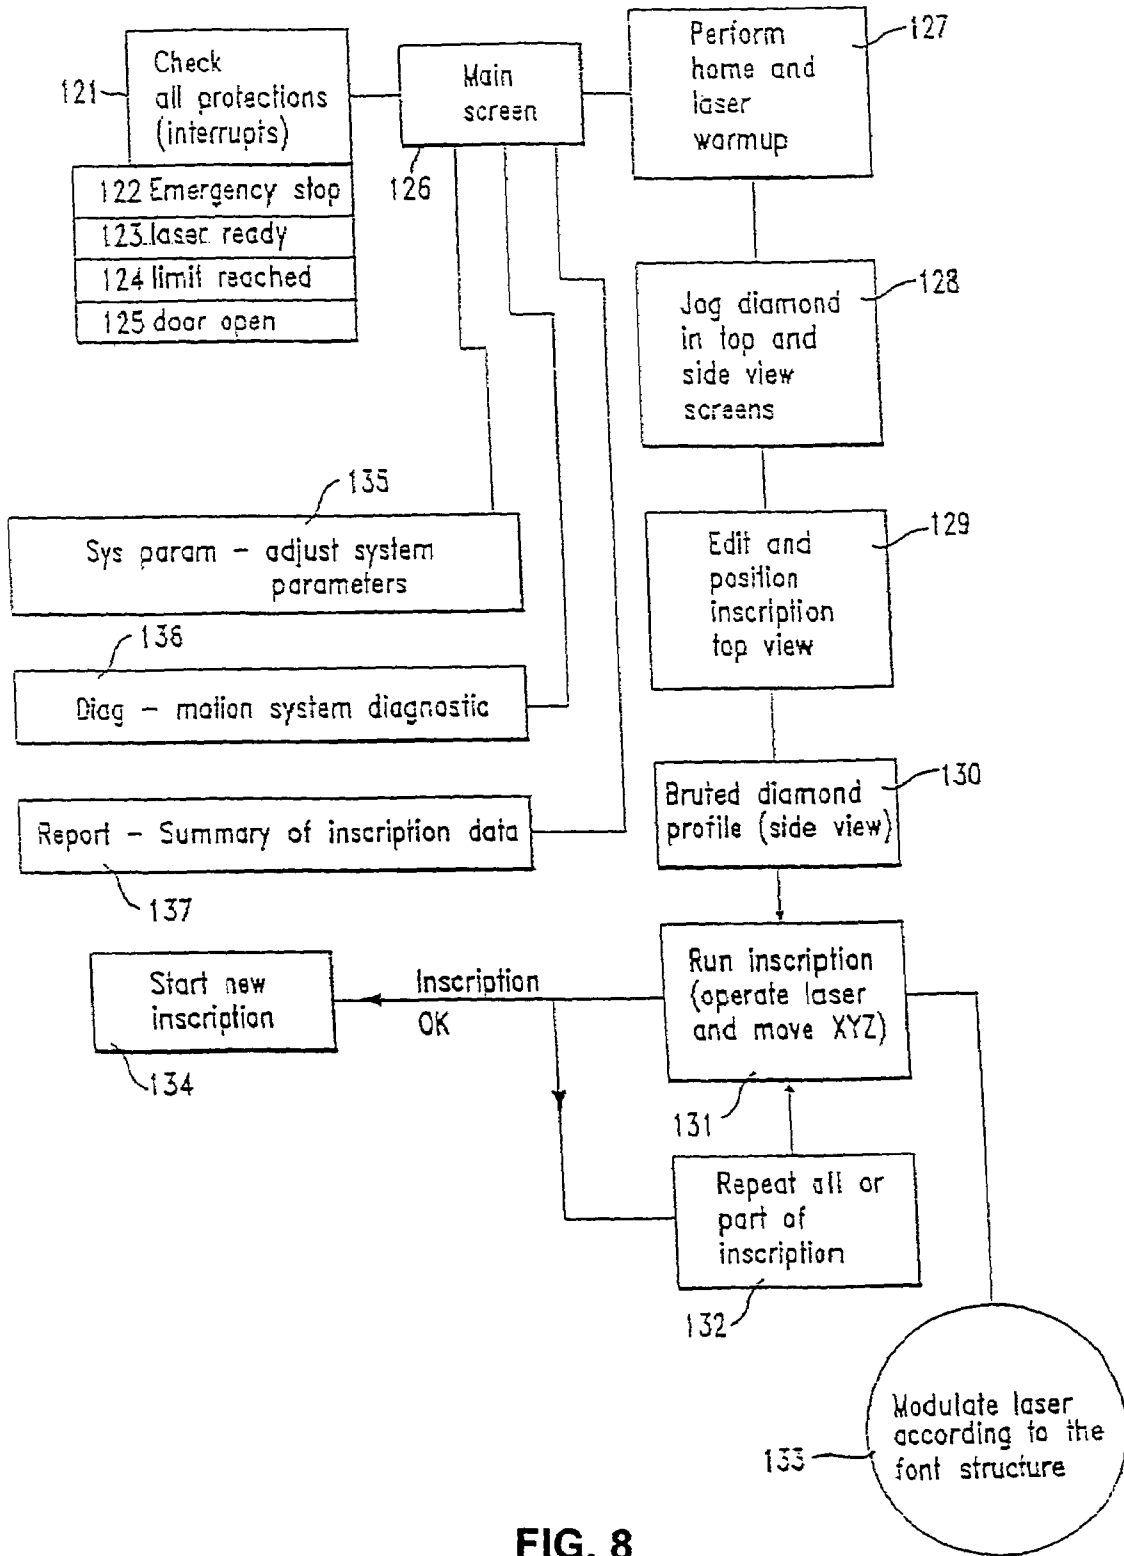 Check
all protections
(interrupts)
121
122 Emergency stop
123 laser ready
124 limit reached
125 door open
Main
screen
126
Perform
home and
laser
warmup
127
Jog diamond
in top and
side view
screens
128
Edit and
position
inscription
top view
129
Bruted diamond
profile (side view)
130
135
Sys param – adjust system
parameters
136
Diag – motion system diagnostic
Report – Summary of inscription data
137
Run inscription
(operate laser
and move XYZ)
131
Inscription
OK
Start new
inscription
134
Repeat all or
part of
inscription
132
Modulate laser
according to the
font structure
133
FIG. 8